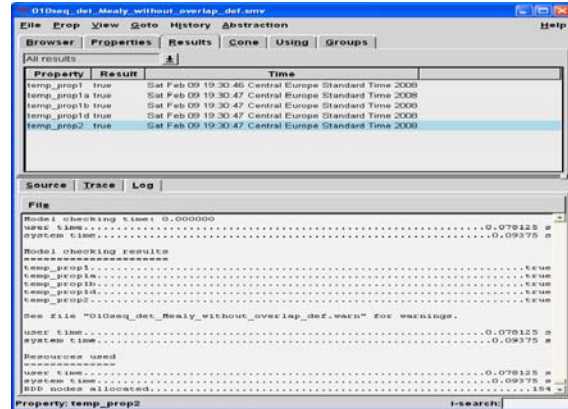 010seq_det_Mealy_without_overlap_def.smv
File Prop View Goto History Abstraction Help
Browser Properties Results Cone Using Groups
All results
Property Result Time
temp_prop1 true Sat Feb 09 19:30:46 Central Europe Standard Time 2008
temp_prop1a true Sat Feb 09 19:30:47 Central Europe Standard Time 2008
temp_prop1b true Sat Feb 09 19:30:47 Central Europe Standard Time 2008
temp_prop1d true Sat Feb 09 19:30:47 Central Europe Standard Time 2008
temp_prop2 true Sat Feb 09 19:30:47 Central Europe Standard Time 2008
Source Trace Log
File
Model checking time: 0.000000
user time..................................................0.078125 s
system time................................................0.09375 s
Model checking results
======================
temp_prop1.....................................................true
temp_prop1a....................................................true
temp_prop1b....................................................true
temp_prop1d....................................................true
temp_prop2.....................................................true
See file "010seq_det_Mealy_without_overlap_def.warn" for warnings.
user time..................................................0.078125 s
system time................................................0.09375 s
Resources used
==============
user time..................................................0.078125 s
system time................................................0.09375 s
BDD nodes allocated............................................154
Property: temp_prop2 i-search: